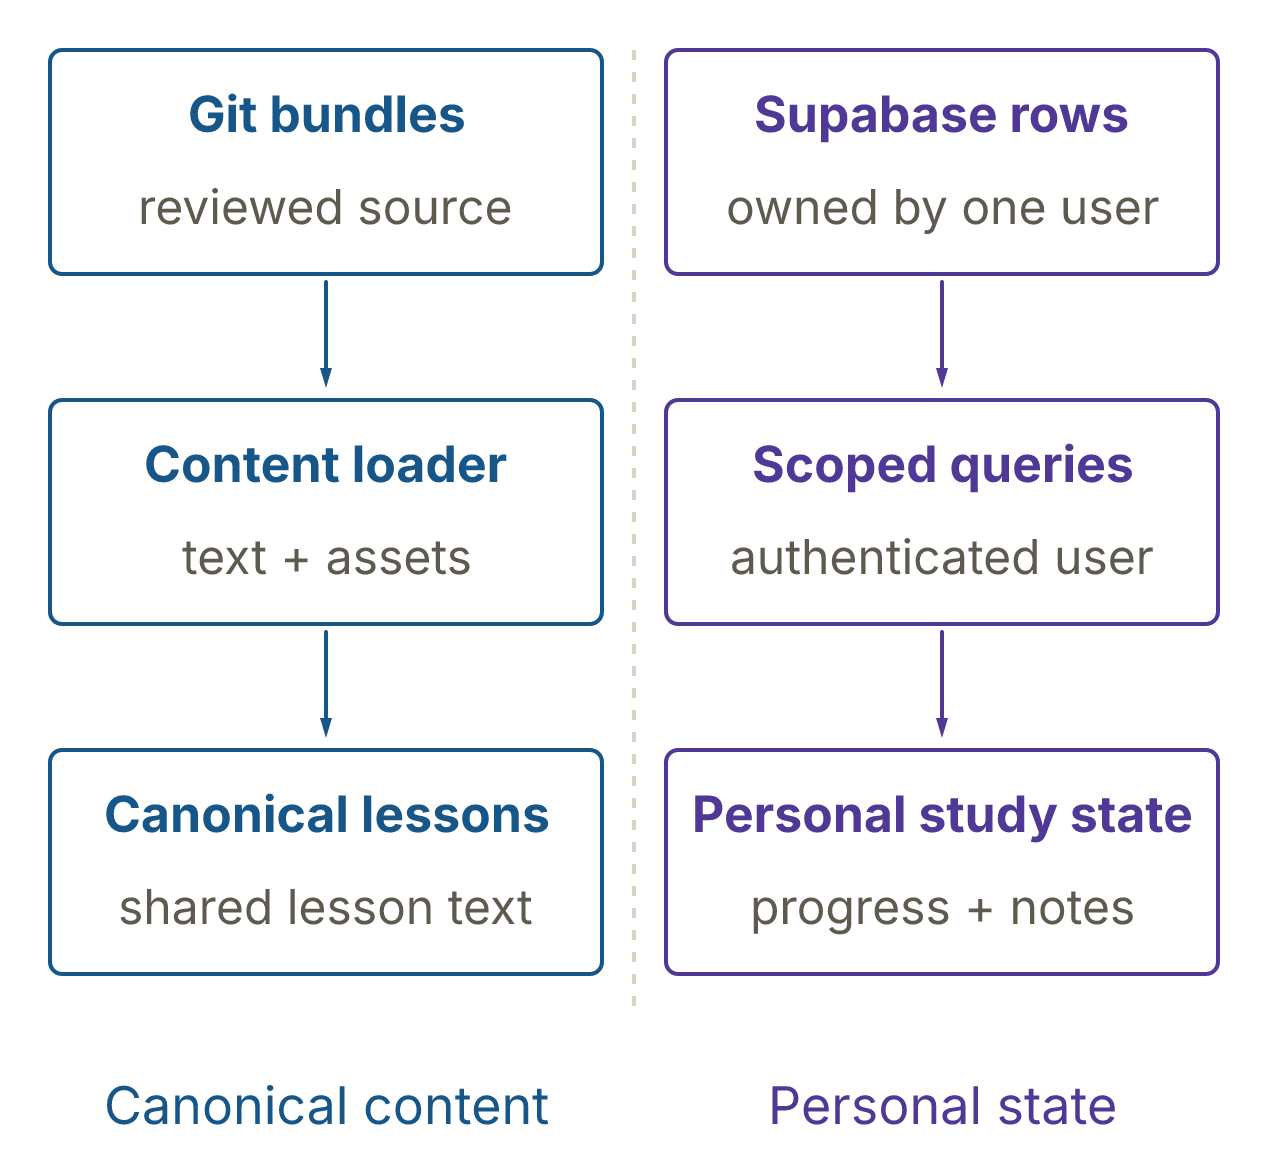 Git bundles
reviewed source
Content loader
text + assets
Canonical lessons
shared lesson text
Canonical content
Supabase rows
owned by one user
Scoped queries
authenticated user
Personal study state
progress + notes
Personal state